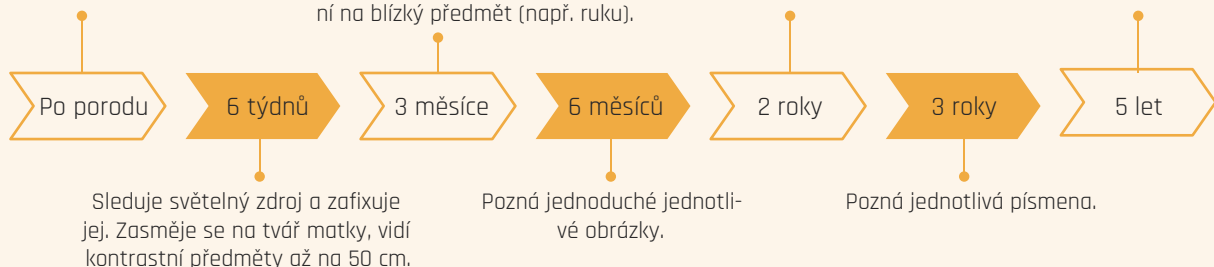 ní na blízký předmět (např. ruku).
Po porodu
6 týdnů
3 měsíce
6 měsíců
2 roky
3 roky
5 let
Sleduje světelný zdroj a zafixuje
jej. Zasměje se na tvář matky, vidí
kontrastní předměty až na 50 cm.
Pozná jednoduché jednotli-
vé obrázky.
Pozná jednotlivá písmena.